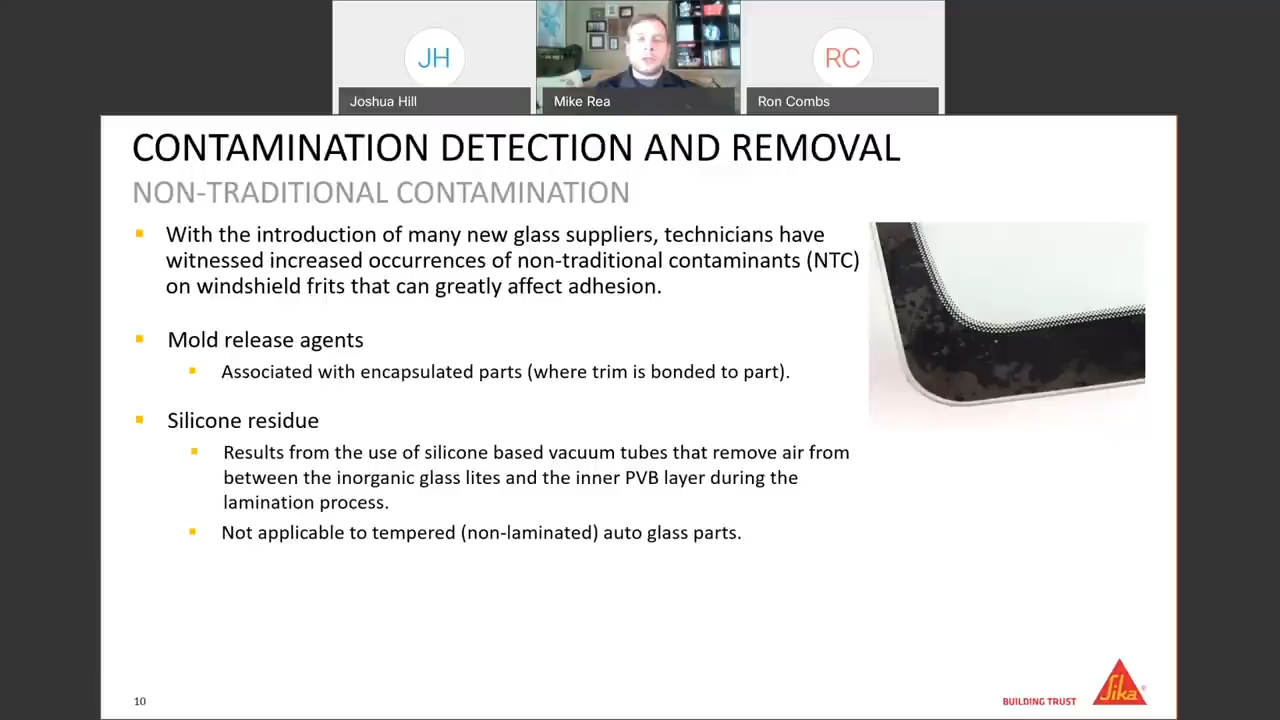 JH
RC
Joshua Hill
Mike Rea
Ron Combs
CONTAMINATION DETECTION AND REMOVAL
NON-TRADITIONAL CONTAMINATION
With the introduction of many new glass suppliers, technicians have
witnessed increased occurrences of non-traditional contaminants (NTC)
on windshield frits that can greatly affect adhesion.
Mold release agents
Associated with encapsulated parts (where trim is bonded to part).
Silicone residue
Results from the use of silicone based vacuum tubes that remove air from
between the inorganic glass lites and the inner PVB layer during the
lamination process.
Not applicable to tempered (non-laminated) auto glass parts.
10
BUILDING TRUST
Sika®